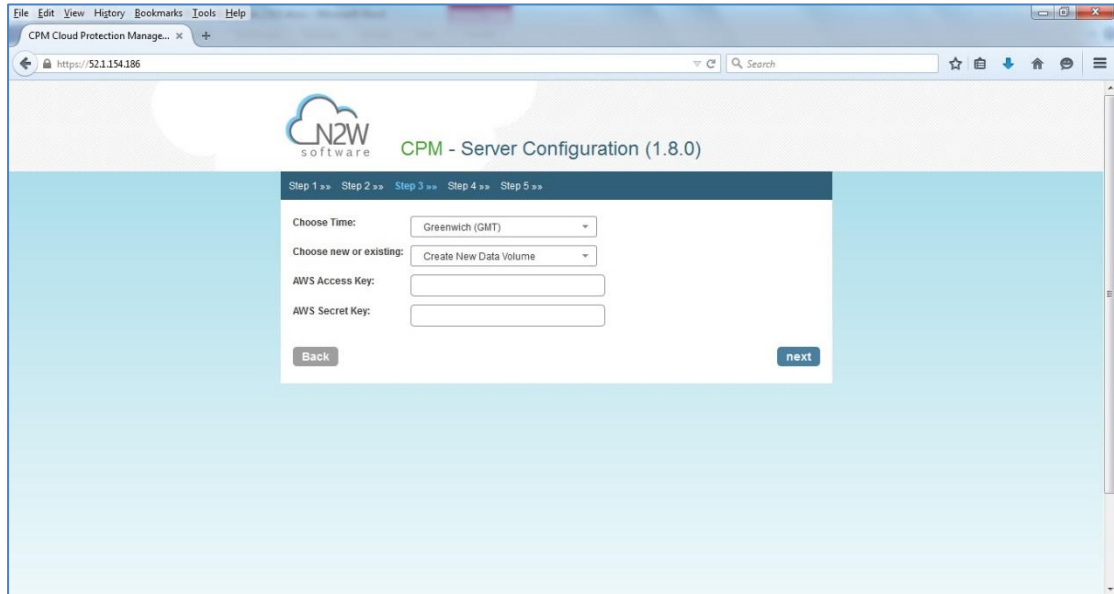 File Edit View History Bookmarks Tools Help
CPM Cloud Protection Manage... × +
https://52.1.154.186 Search
N2W
software
CPM - Server Configuration (1.8.0)
Step 1 »» Step 2 »» Step 3 »» Step 4 »» Step 5 »»
Choose Time: Greenwich (GMT)
Choose new or existing: Create New Data Volume
AWS Access Key:
AWS Secret Key:
Back next